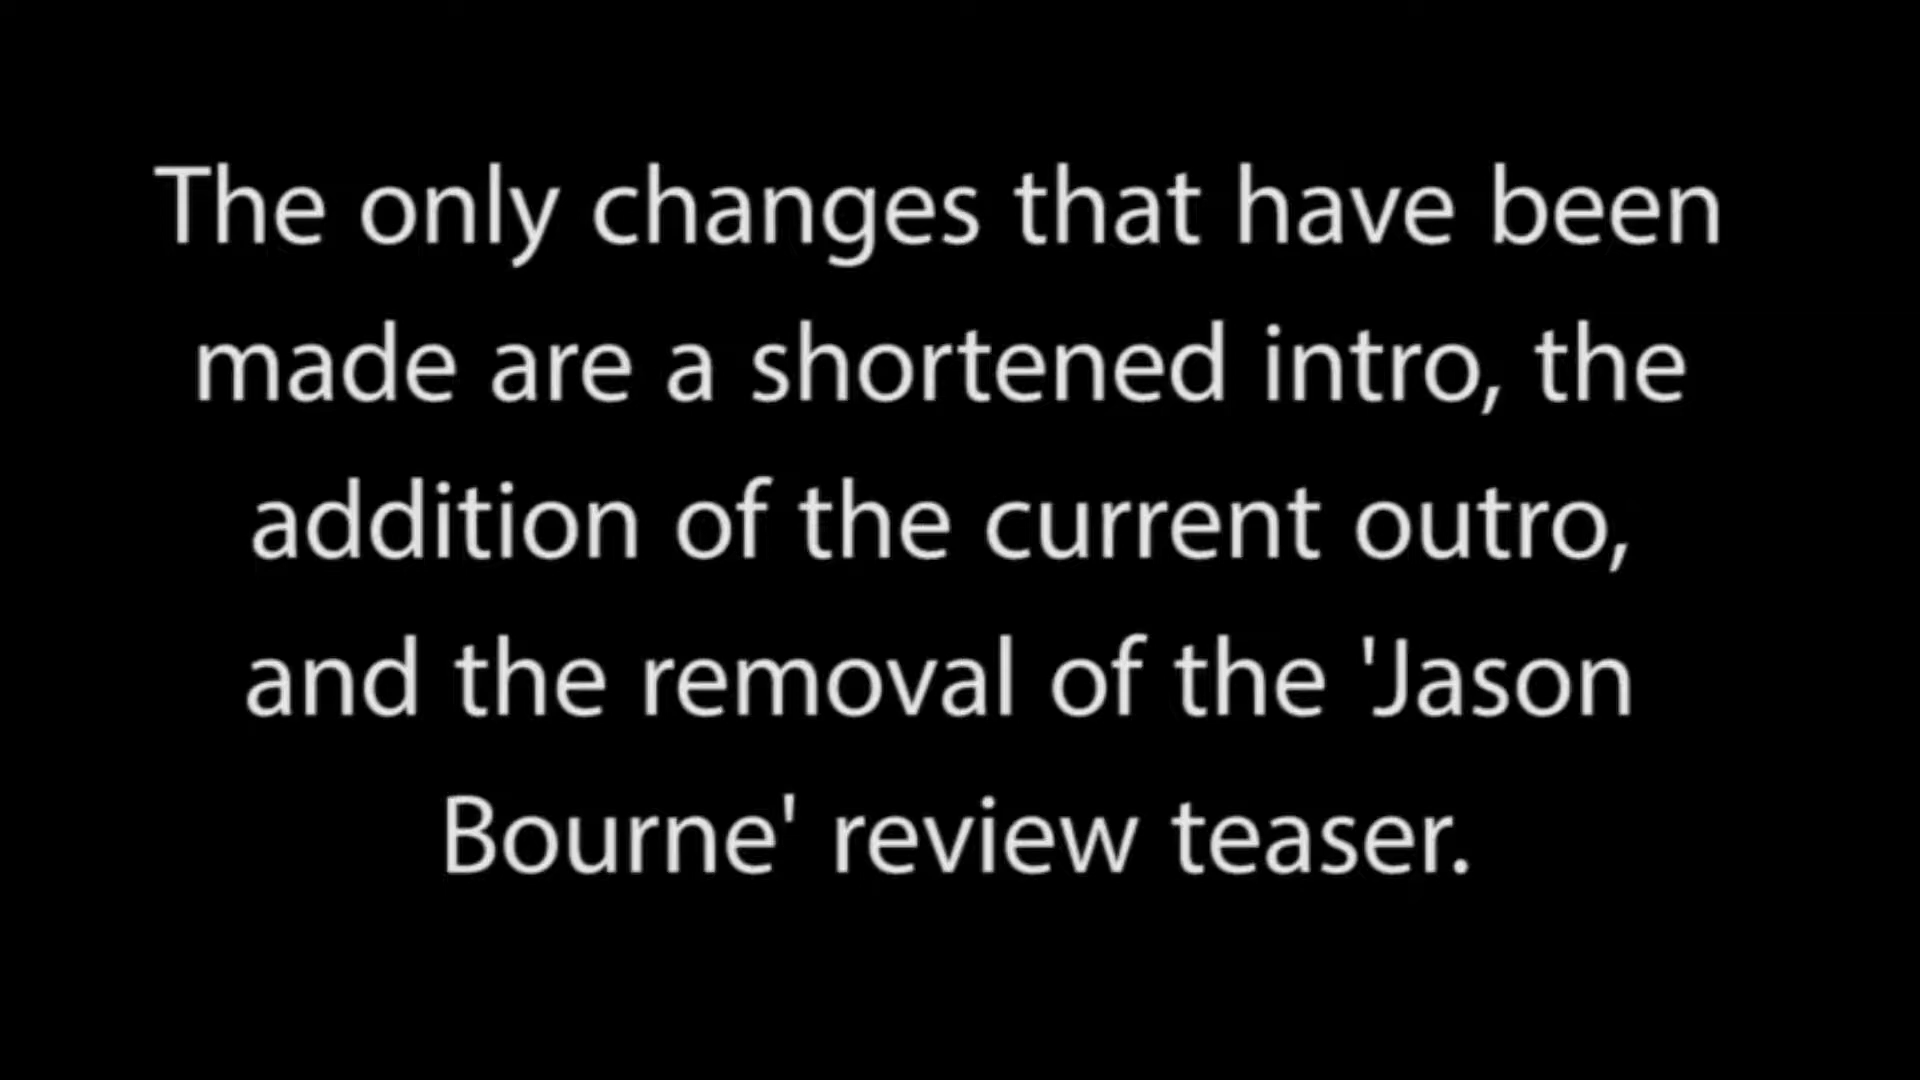 The only changes that have been
made are a shortened intro, the
addition of the current outro,
and the removal of the 'Jason
Bourne' review teaser.